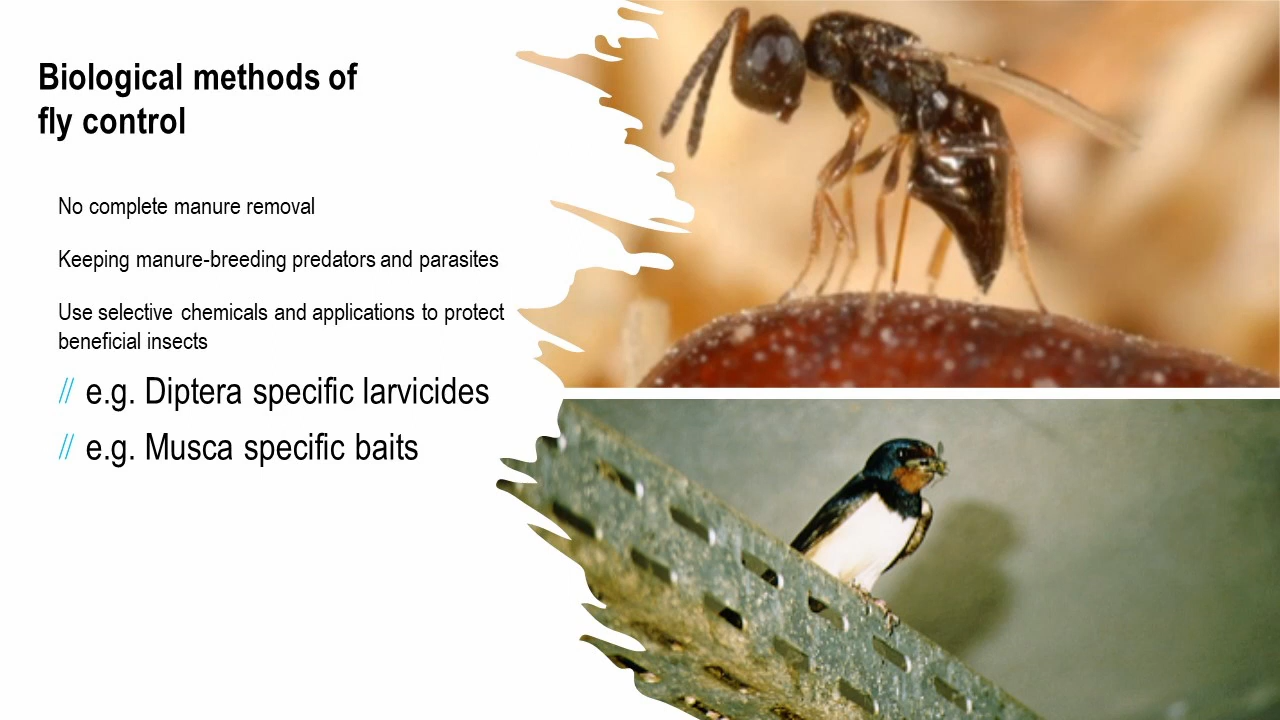 Biological methods of
fly control
No complete manure removal
Keeping manure-breeding predators and parasites
Use selective chemicals and applications to protect
beneficial insects
// e.g. Diptera specific larvicides
// e.g. Musca specific baits